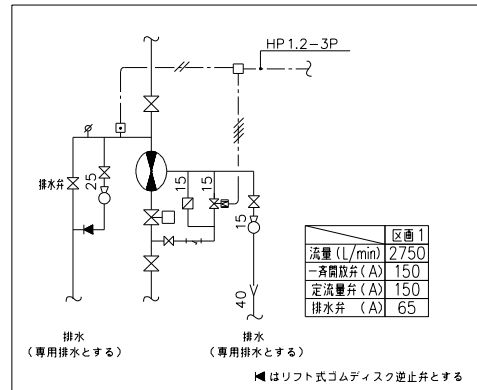 HP 1.2-3P
排水弁
25
15
15
15
40
区画 1
流量 (L/min) 2750
一斉開放弁 (A) 150
定流量弁 (A) 150
排水弁 (A) 65
排水
(専用排水とする)
排水
(専用排水とする)
はリフト式ゴムディスク逆止弁とする